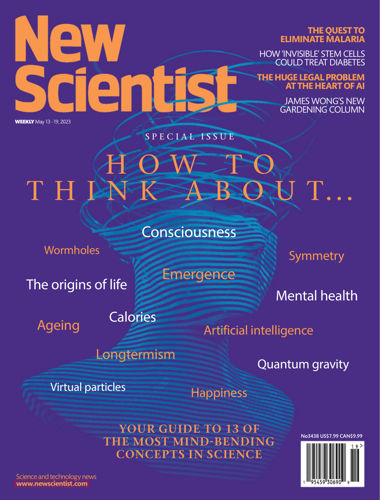 New
Scientist
WEEKLY May 13 - 19, 2023
THE QUEST TO
ELIMINATE MALARIA
HOW 'INVISIBLE' STEM CELLS
COULD TREAT DIABETES
THE HUGE LEGAL PROBLEM
AT THE HEART OF AI
JAMES WONG'S NEW
GARDENING COLUMN
SPECIAL ISSUE
HOW TO
THINK ABOUT...
Consciousness
Wormholes
Symmetry
Emergence
The origins of life
Mental health
Calories
Ageing
Artificial intelligence
Longtermism
Quantum gravity
Virtual particles
Happiness
YOUR GUIDE TO 13 OF
THE MOST MIND-BENDING
CONCEPTS IN SCIENCE
No3438 US$7.99 CAN$9.99
Science and technology news
www.newscientist.com